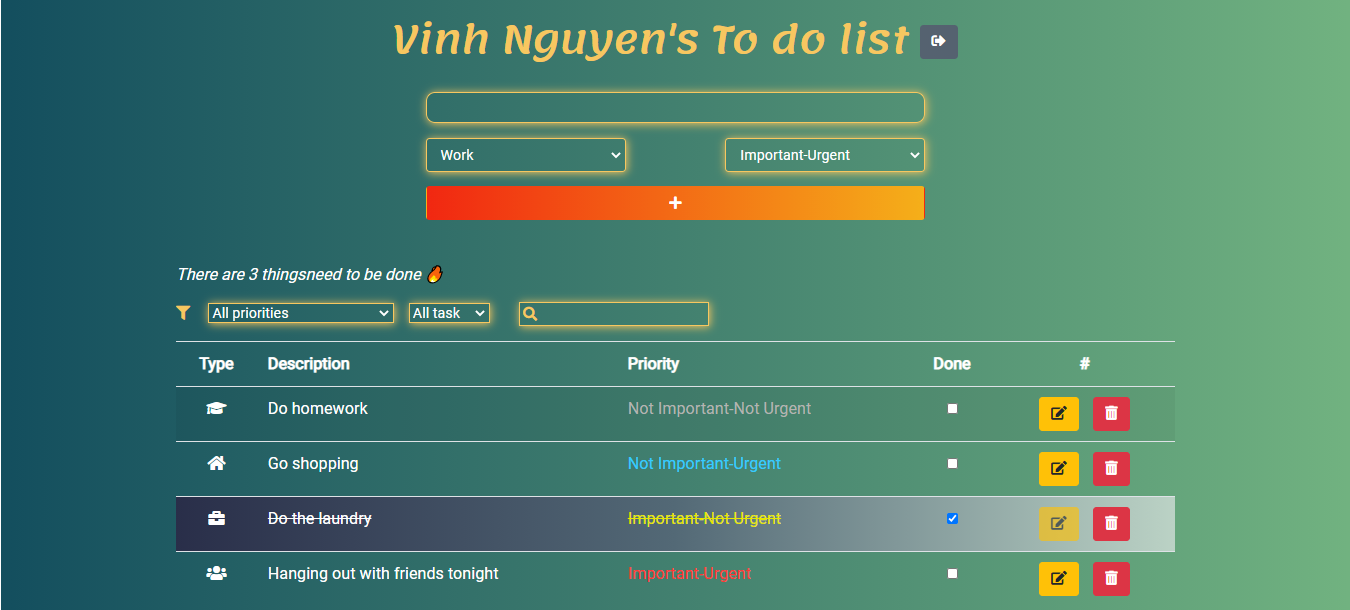 Vinh Nguyen's To do list
Work Important-Urgent
+
There are 3 thingsneed to be done 🔥
All priorities All task
Type Description Priority Done #
Do homework Not Important-Not Urgent
Go shopping Not Important-Urgent
Do the laundry Important-Not Urgent
Hanging out with friends tonight Important-Urgent